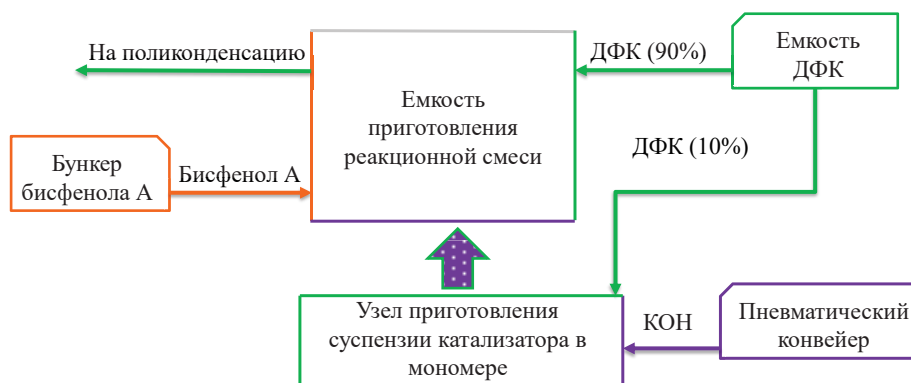 На поликонденсацию
ДФК (90%)
Емкость
ДФК
Емкость
приготовления
реакционной смеси
ДФК (10%)
Бункер
бисфенола А
Бисфенол А
Узел приготовления
суспензии катализатора в
мономере
КОН
Пневматический
конвейер